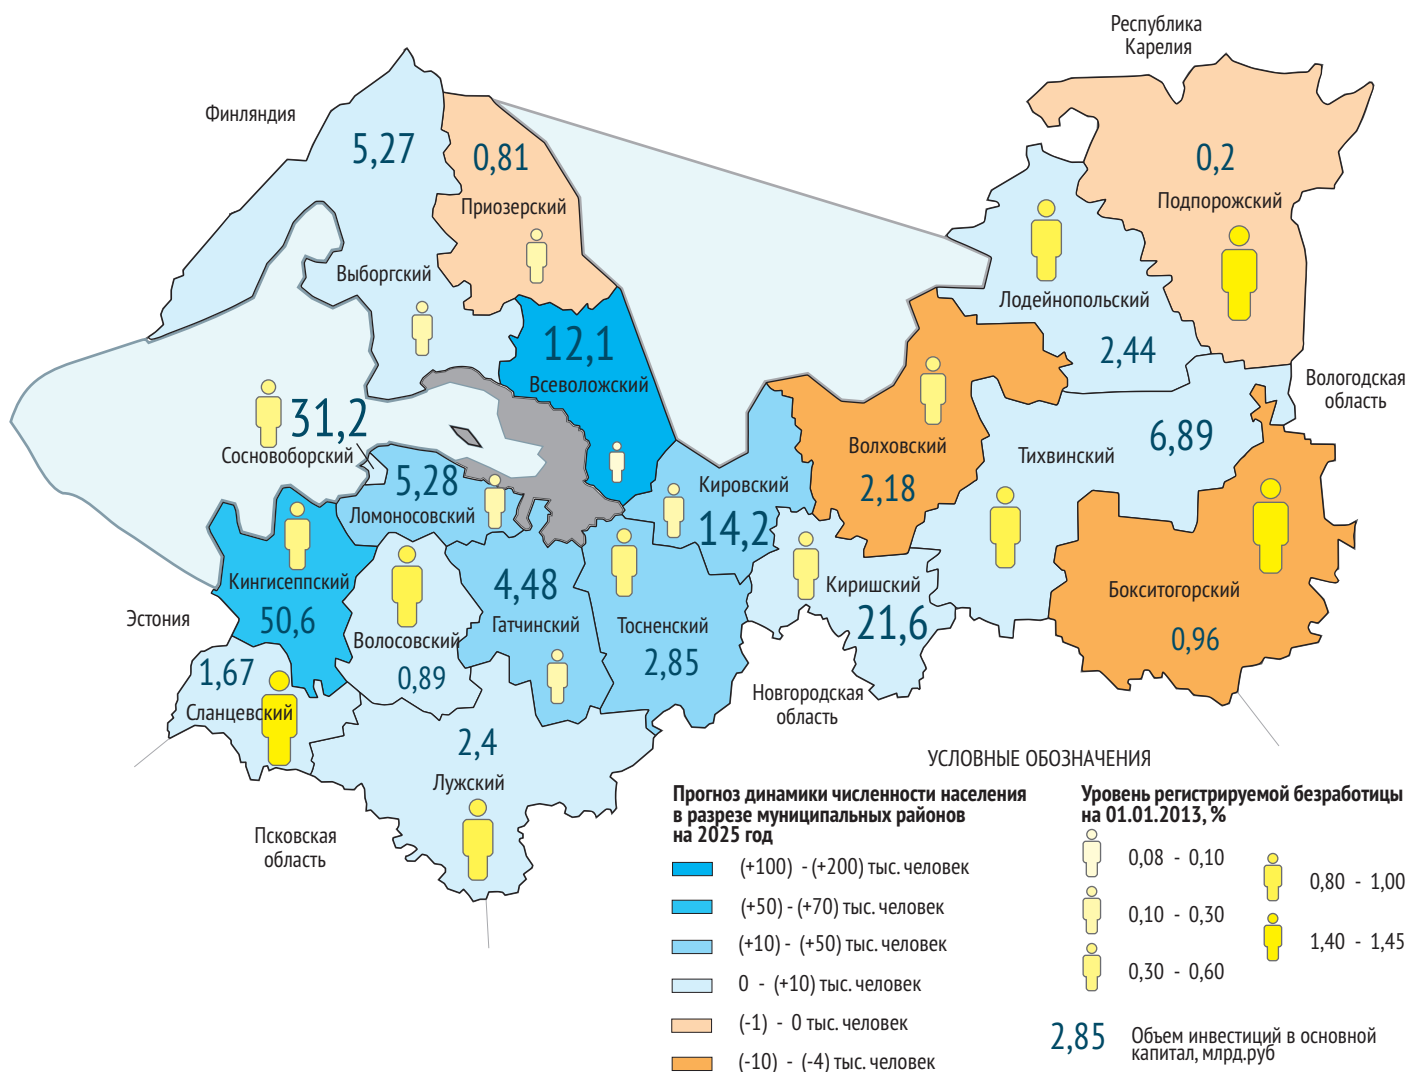 Республика
Карелия
Финляндия
5,27
0,81
0,2
Приозерский
Подпорожский
Выборгский
Лодейнопольский
12,1
2,44
Всеволожский
Вологодская
область
31,2
6,89
Сосновоборский
Волховский
Тихвинский
5,28
Кировский
2,18
Ломоносовский
14,2
Кингисеппский
4,48
Киришский
Бокситогорский
Эстония
50,6
Гатчинский
Тосненский
21,6
Волосовский
0,96
1,67
0,89
2,85
Новгородская
область
Сланцевский
2,4
Лужский
Псковская
область
УСЛОВНЫЕ ОБОЗНАЧЕНИЯ
Прогноз динамики численности населения
в разрезе муниципальных районов
на 2025 год
(+100) - (+200) тыс. человек
(+50) - (+70) тыс. человек
(+10) - (+50) тыс. человек
0 - (+10) тыс. человек
(-1) - 0 тыс. человек
(-10) - (-4) тыс. человек
Уровень регистрируемой безработицы
на 01.01.2013, %
0,08 - 0,10
0,10 - 0,30
0,30 - 0,60
0,80 - 1,00
1,40 - 1,45
2,85 Объем инвестиций в основной
капитал, млрд.руб